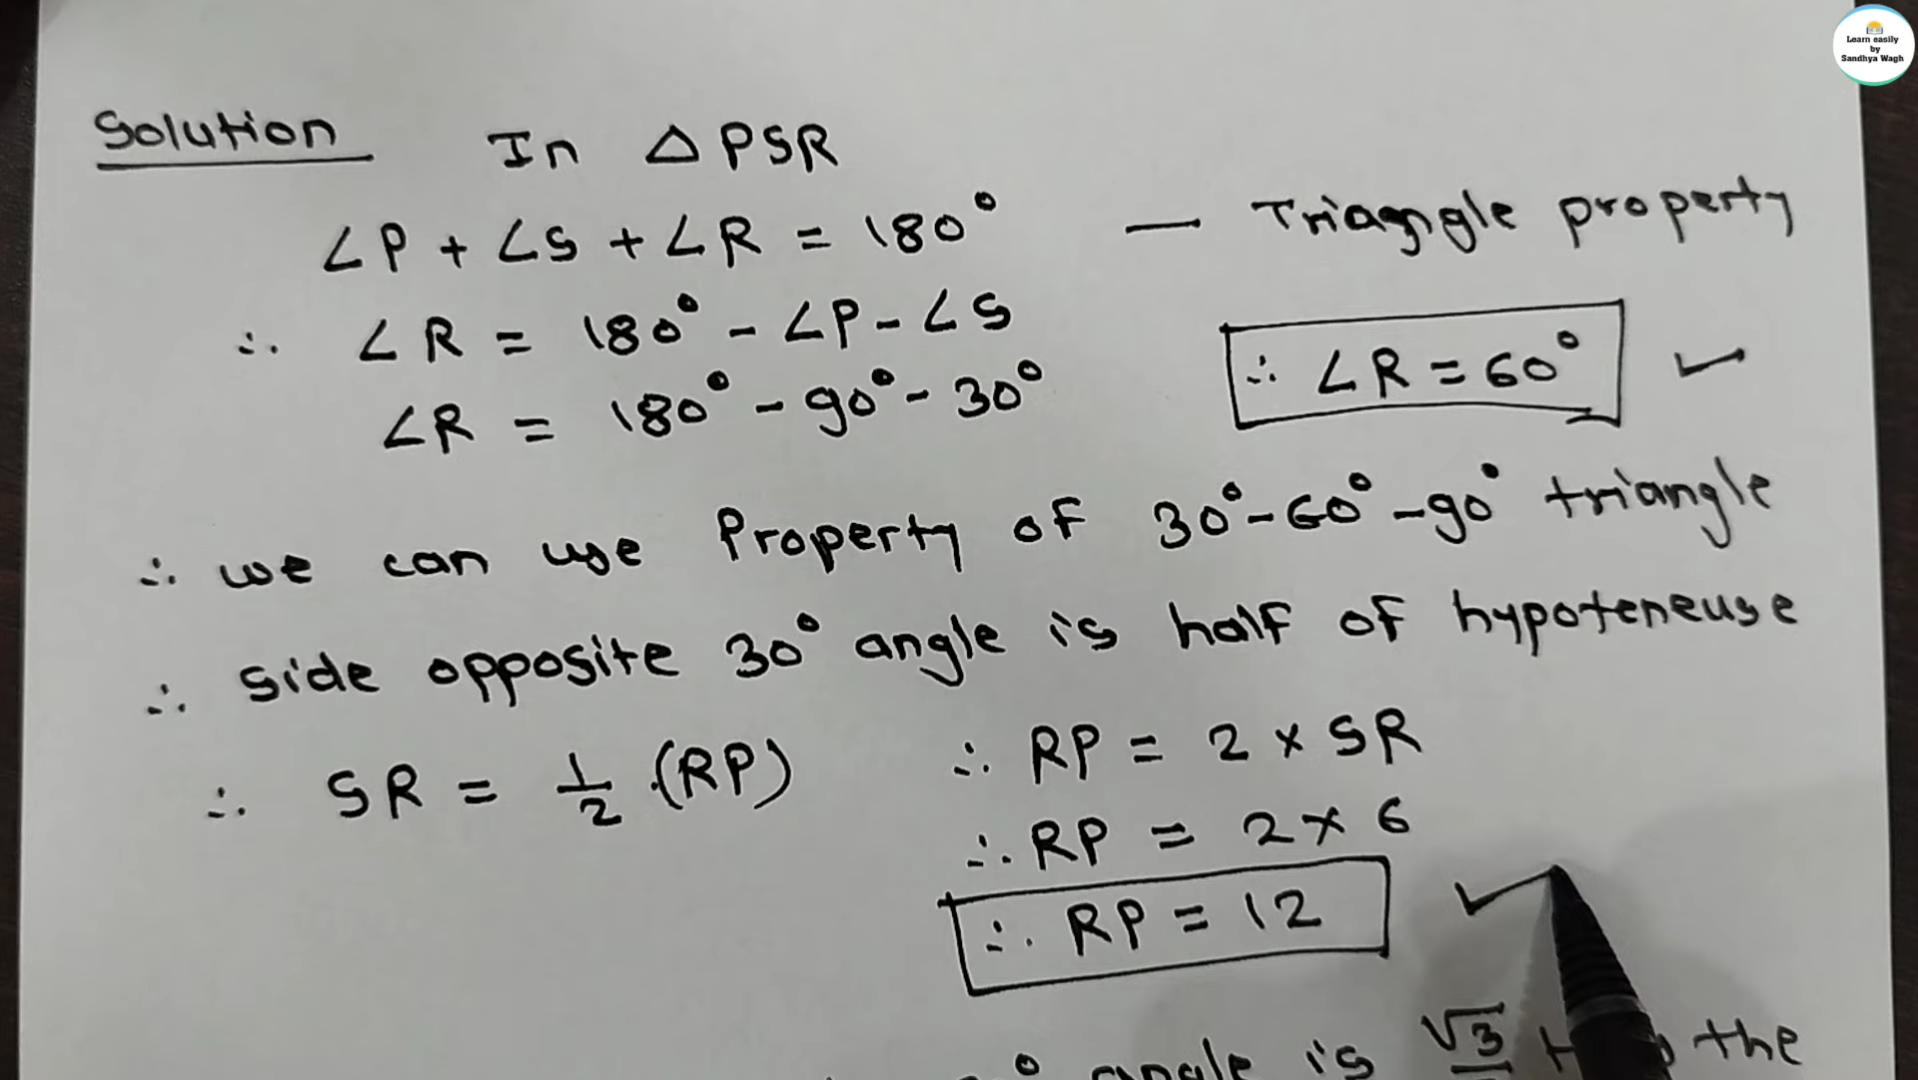 Learn easily
by
Sandhya Wagh
Solution In △ PSR
∠P + ∠S + ∠R = 180° — Triangle property
∴ ∠R = 180° - ∠P - ∠S
∴ ∠R = 60°
∠R = 180° - 90° - 30°
∴ we can use Property of 30°-60°-90° triangle
∴ side opposite 30° angle is half of hypoteneuse
∴ SR = 1/2 (RP) ∴ RP = 2 × SR
∴ RP = 2 × 6
∴ RP = 12
° angle is √3 the